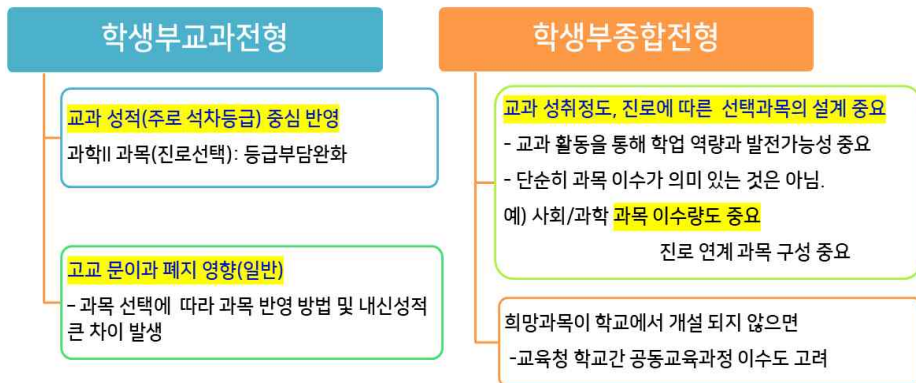 학생부교과전형
교과 성적(주로 석차등급) 중심 반영
과학II 과목(진로선택): 등급부담완화
고교 문이과 폐지 영향(일반)
– 과목 선택에 따라 과목 반영 방법 및 내신성적
큰 차이 발생
학생부종합전형
교과 성취정도, 진로에 따른 선택과목의 설계 중요
- 교과 활동을 통해 학업 역량과 발전가능성 중요
- 단순히 과목 이수가 의미 있는 것은 아님.
예) 사회/과학 과목 이수량도 중요
진로 연계 과목 구성 중요
희망과목이 학교에서 개설 되지 않으면
-교육청 학교간 공동교육과정 이수도 고려